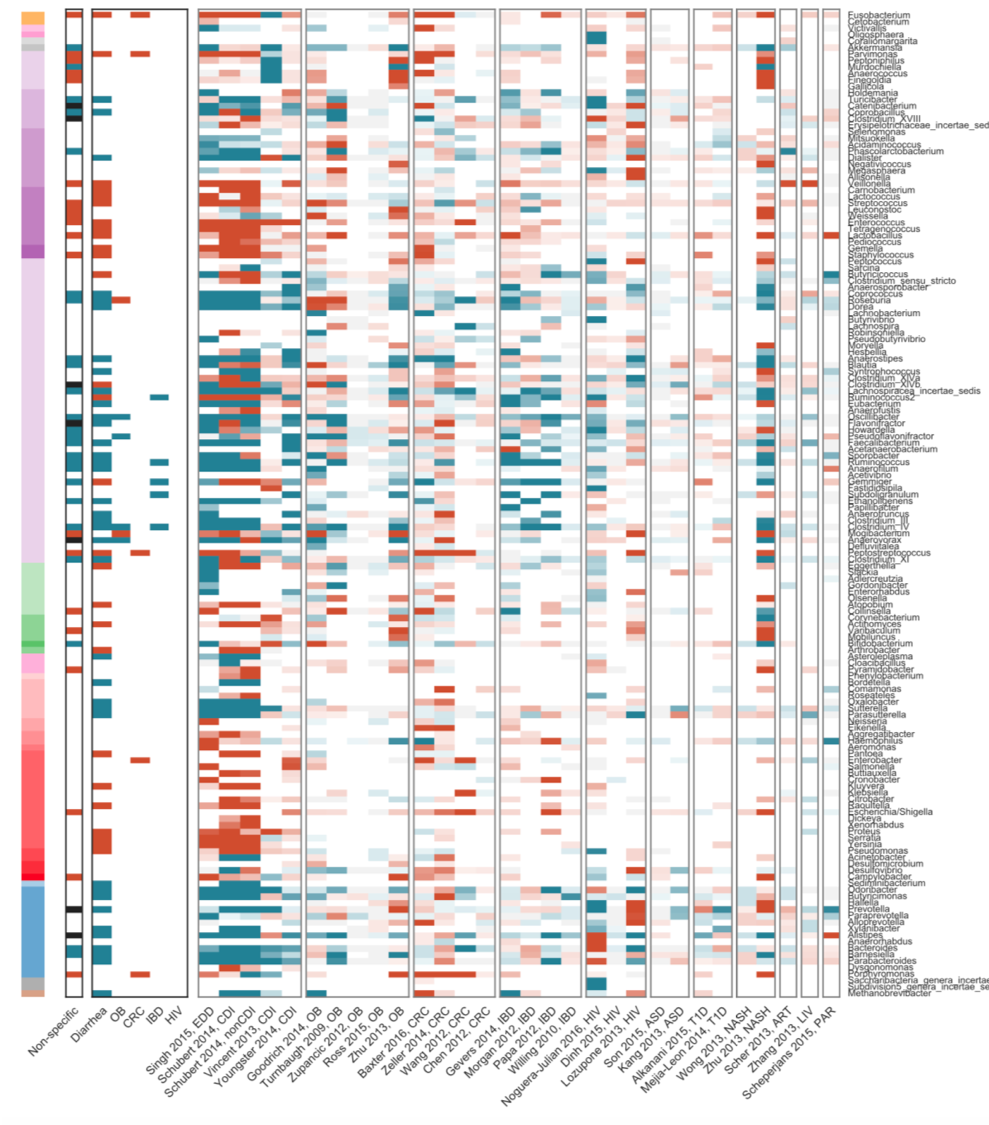 Fusobacterium
Cetobacterium
Victivallis
Oligosphaera
Coraliomargarita
Akkermansia
Parvimonas
Peptoniphilus
Murdochiella
Anaerococcus
Finegoldia
Gallicola
Holdemania
Turicibacter
Catenibacterium
Coprobacillus
Clostridium_XVIII
Erysipelotrichaceae_incertae_sed
Selenomonas
Mitsuokella
Acidaminococcus
Phascolarctobacterium
Dialister
Negativicoccus
Megasphaera
Allisonella
Veillonella
Carnobacterium
Lactococcus
Streptococcus
Leuconostoc
Weissella
Enterococcus
Tetragenococcus
Lactobacillus
Pediococcus
Gemella
Staphylococcus
Peptococcus
Sarcina
Butyricicoccus
Clostridium_sensu_stricto
Anaerosporobacter
Coprococcus
Roseburia
Dorea
Lachnobacterium
Butyrivibrio
Lachnospira
Robinsoniella
Pseudobutyrivibrio
Moryella
Hespellia
Anaerostipes
Blautia
Syntrophococcus
Clostridium_XlVa
Clostridium_XlVb
Lachnospiracea_incertae_sedis
Ruminococcus2
Eubacterium
Anaerofustis
Oscillibacter
Flavonifractor
Howardella
Pseudoflavonifractor
Faecalibacterium
Acetanaerobacterium
Sporobacter
Ruminococcus
Anaerofilum
Acetivibrio
Gemmiger
Fastidiosipila
Subdoligranulum
Ethanoligenens
Papillibacter
Anaerotruncus
Clostridium_III
Clostridium_IV
Mogibacterium
Anaerovorax
Defluviitalea
Peptostreptococcus
Clostridium_XI
Eggerthella
Slackia
Adlercreutzia
Gordonibacter
Enterorhabdus
Olsenella
Atopobium
Collinsella
Corynebacterium
Actinomyces
Varibaculum
Mobiluncus
Bifidobacterium
Arthrobacter
Asteroleplasma
Cloacibacillus
Pyramidobacter
Phenylobacterium
Bordetella
Comamonas
Roseateles
Oxalobacter
Sutterella
Parasutterella
Neisseria
Eikenella
Aggregatibacter
Haemophilus
Aeromonas
Pantoea
Enterobacter
Salmonella
Buttiauxella
Cronobacter
Kluyvera
Klebsiella
Citrobacter
Raoultella
Escherichia/Shigella
Dickeya
Xenorhabdus
Proteus
Serratia
Yersinia
Pseudomonas
Acinetobacter
Desulfomicrobium
Desulfovibrio
Campylobacter
Sediminibacterium
Odoribacter
Butyricimonas
Hallella
Prevotella
Paraprevotella
Alloprevotella
Xylanibacter
Alistipes
Anaerorhabdus
Bacteroides
Barnesiella
Parabacteroides
Dysgonomonas
Porphyromonas
Saccharibacteria_genera_incertae
Subdivision5_genera_incertae_se
Methanobrevibacter
Non-specific
Diarrhea
OB
CRC
IBD
HIV
Singh 2015, EDD
Schubert 2014, CDI
Schubert 2014, nonCDI
Vincent 2013, CDI
Youngster 2014, CDI
Goodrich 2014, OB
Turnbaugh 2009, OB
Zupancic 2012, OB
Ross 2015, OB
Zhu 2013, OB
Baxter 2016, CRC
Zeller 2014, CRC
Wang 2012, CRC
Chen 2012, CRC
Gevers 2014, IBD
Morgan 2012, IBD
Papa 2012, IBD
Willing 2010, IBD
Noguera-Julian 2016, HIV
Dinh 2015, HIV
Lozupone 2013, HIV
Son 2015, ASD
Kang 2013, ASD
Alkanani 2015, T1D
Mejia-Leon 2014, T1D
Wong 2013, NASH
Zhu 2013, NASH
Scher 2013, ART
Zhang 2013, LIV
Scheperjans 2015, PAR